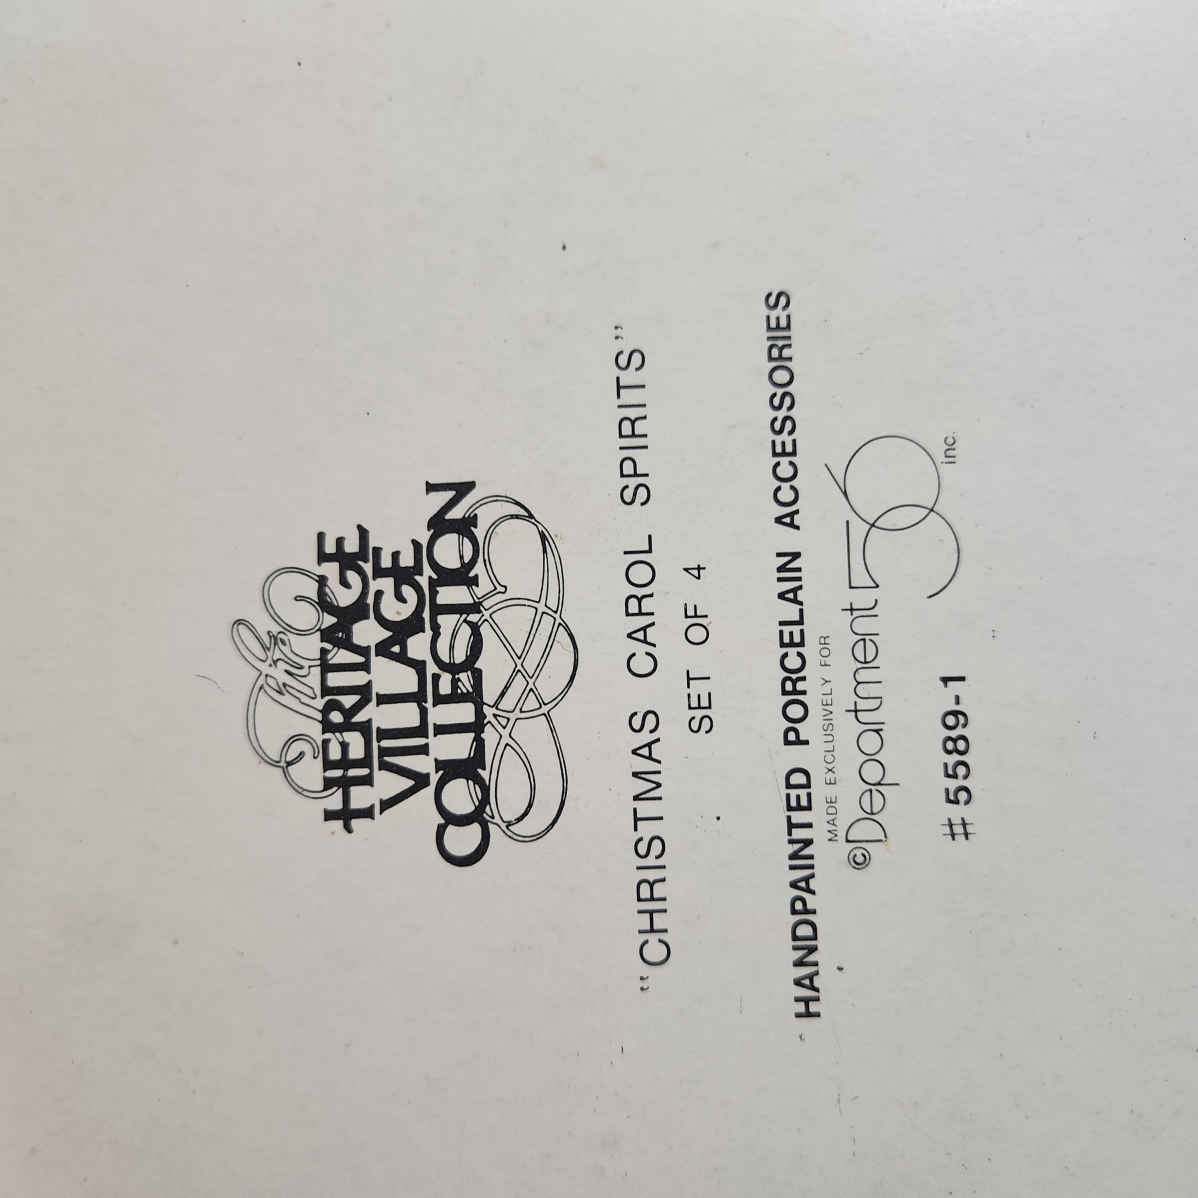 The
HERITAGE
VILLAGE
COLLECTION
"CHRISTMAS CAROL SPIRITS"
SET OF 4
HANDPAINTED PORCELAIN ACCESSORIES
MADE EXCLUSIVELY FOR
©Department 56 inc.
#5589-1